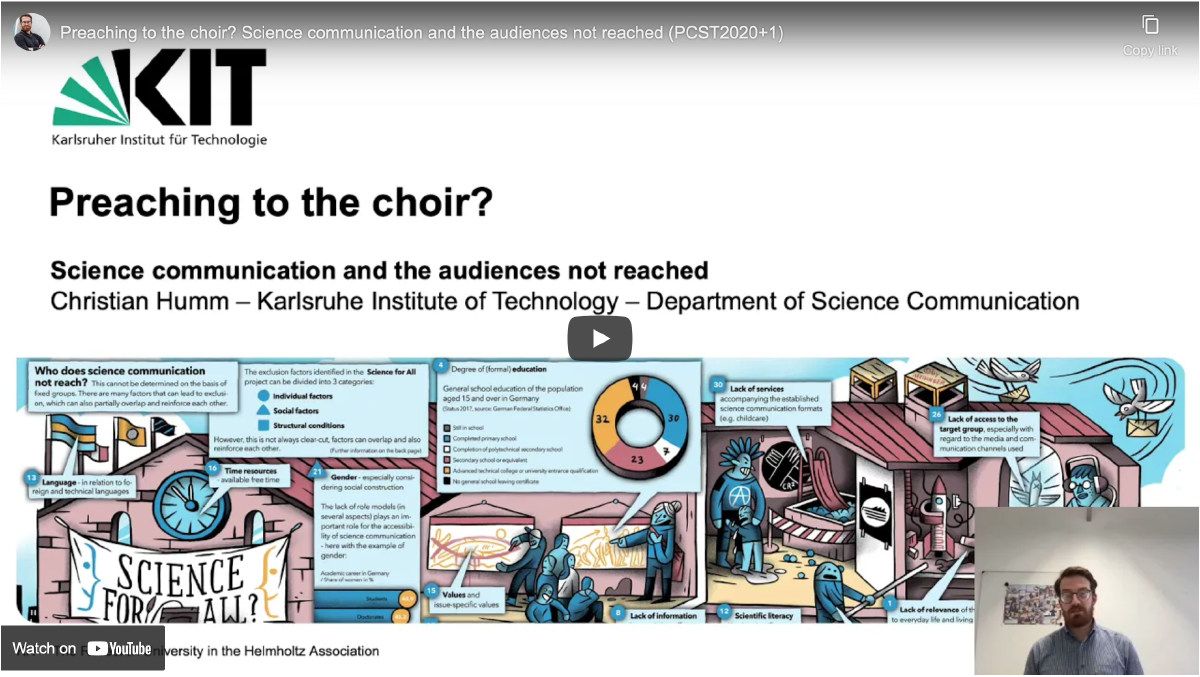 Preaching to the choir? Science communication and the audiences not reached (PCST2020+1)
Copy link
KIT
Karlsruher Institut für Technologie
Preaching to the choir?
Science communication and the audiences not reached
Christian Humm – Karlsruhe Institute of Technology – Department of Science Communication
Who does science communication
not reach? This cannot be determined on the basis of
fixed groups. There are many factors that can lead to exclusi-
on, which can also partially overlap and reinforce each other.
The exclusion factors identified in the Science for All
project can be divided into 3 categories:
Individual factors
Social factors
Structural conditions
However, this is not always clear-cut, factors can overlap and also
reinforce each other.
(Further information on the back page)
4 Degree of (formal) education
General school education of the population
aged 15 and over in Germany
(Status 2017, source: German Federal Statistics Office)
Still in school
Completed primary school
Completion of polytechnical secondary school
Secondary school or equivalent
Advanced technical college or university entrance qualification
No general school leaving certificate
4 4
32 30
7
23
30 Lack of services
accompanying the established
science communication formats
(e.g. childcare)
26 Lack of access to the
target group, especially with
regard to the media and com-
munication channels used
13 Language - in relation to fo-
reign and technical languages
16 Time resources
- available free time
21 Gender - especially consi-
dering social construction
The lack of role models (in
several aspects) plays an im-
portant role for the accessibi-
lity of science communication
- here with the example of
gender:
Academic career in Germany
/ Share of women in %
Students
Doctorates
SCIENCE
FOR ALL?
15 Values and
issue-specific values
8 Lack of information
12 Scientific literacy
1 Lack of relevance of
to everyday life and living
Watch on YouTube
University in the Helmholtz Association